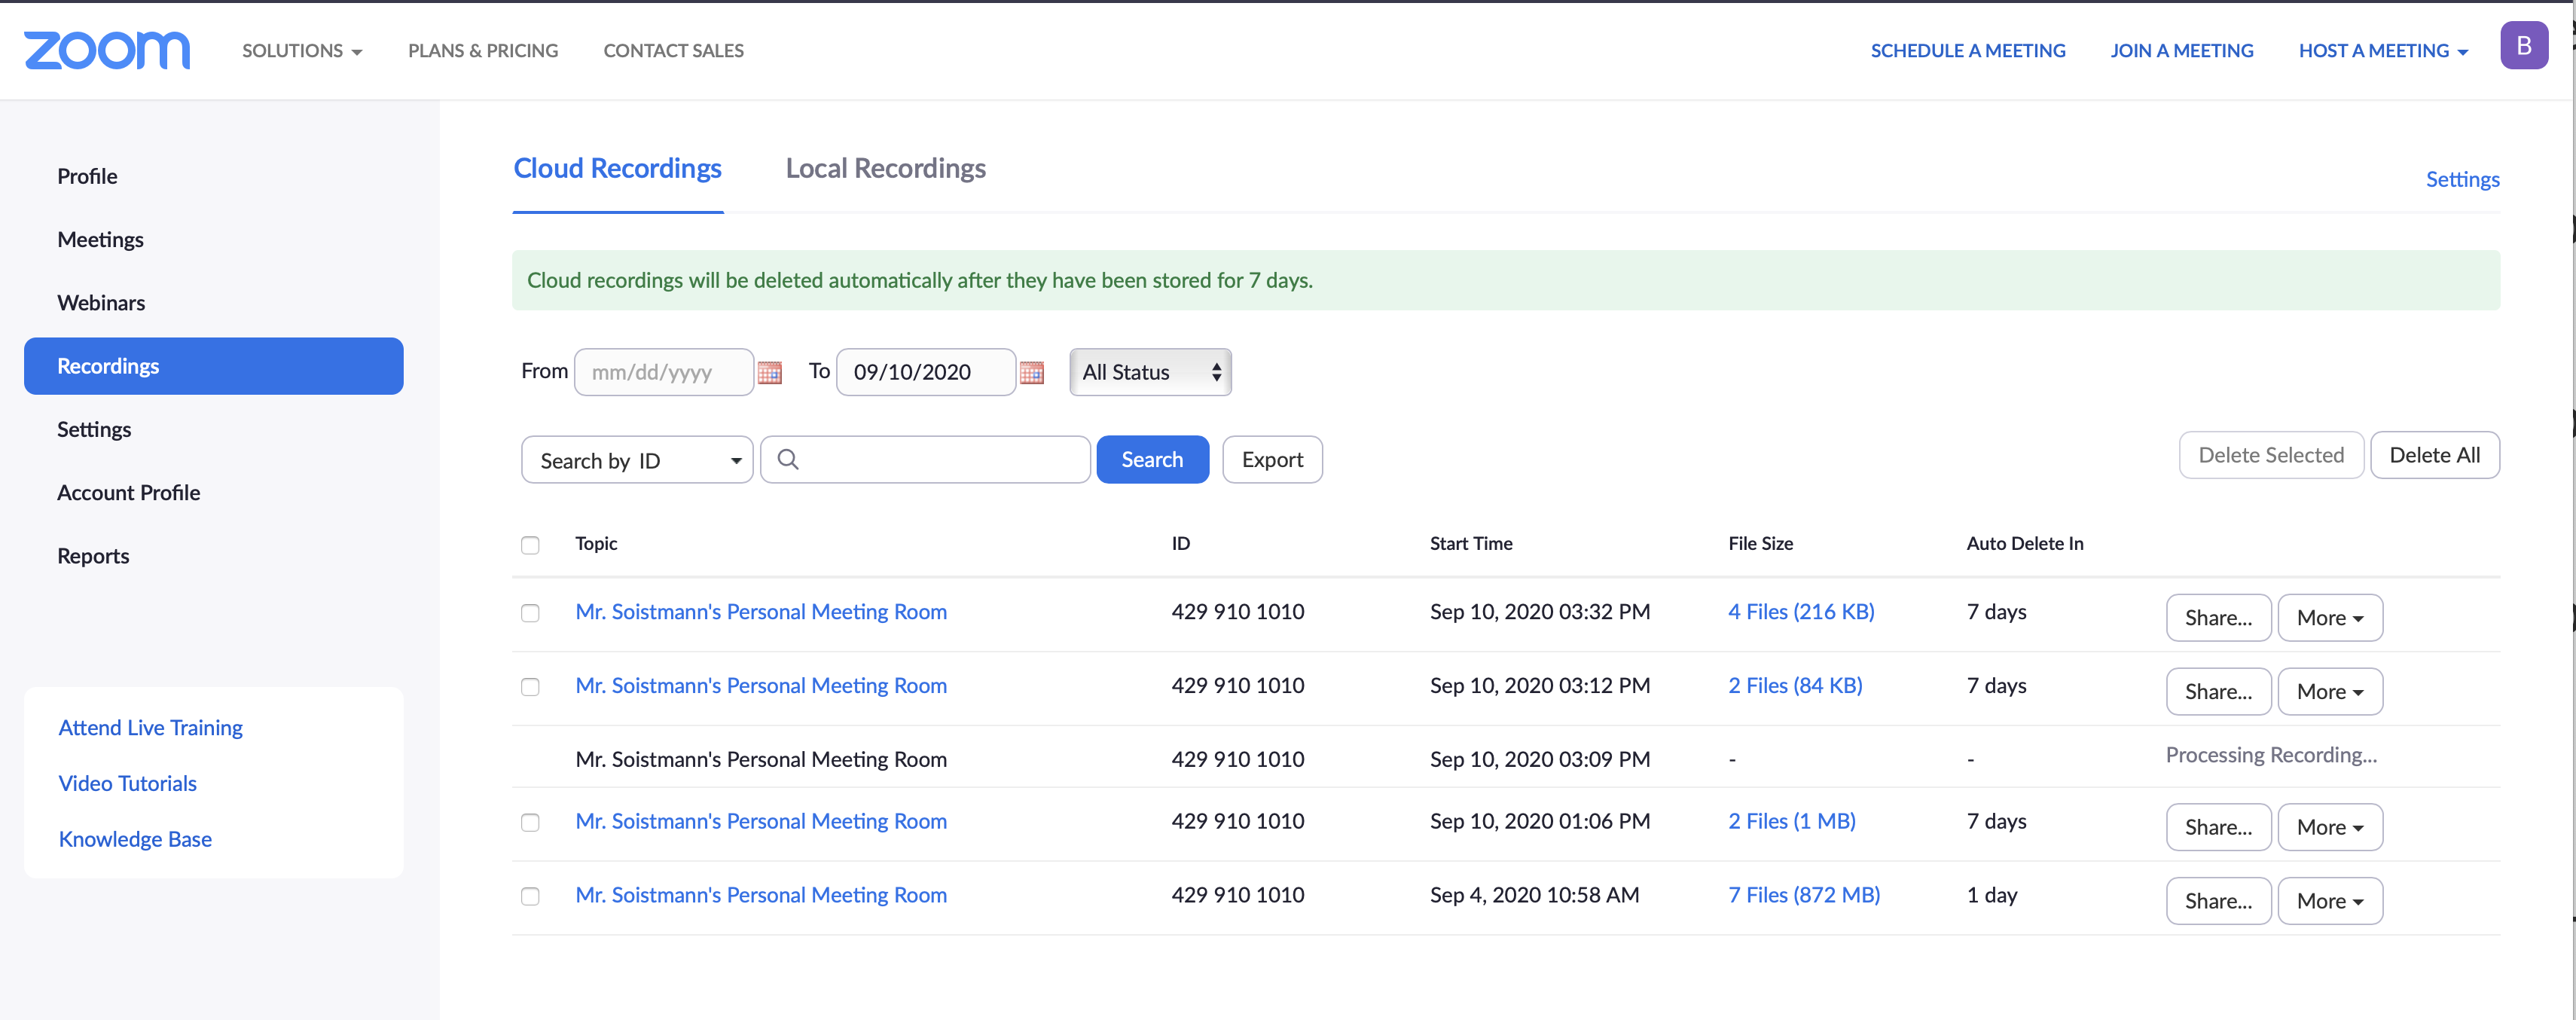 zoom SOLUTIONS PLANS & PRICING CONTACT SALES SCHEDULE A MEETING JOIN A MEETING HOST A MEETING B
Profile
Meetings
Webinars
Recordings
Settings
Account Profile
Reports
Attend Live Training
Video Tutorials
Knowledge Base
Cloud Recordings Local Recordings
Settings
Cloud recordings will be deleted automatically after they have been stored for 7 days.
From mm/dd/yyyy To 09/10/2020 All Status
Search by ID Search Export Delete Selected Delete All
Topic ID Start Time File Size Auto Delete In
Mr. Soistmann's Personal Meeting Room 429 910 1010 Sep 10, 2020 03:32 PM 4 Files (216 KB) 7 days Share... More
Mr. Soistmann's Personal Meeting Room 429 910 1010 Sep 10, 2020 03:12 PM 2 Files (84 KB) 7 days Share... More
Mr. Soistmann's Personal Meeting Room 429 910 1010 Sep 10, 2020 03:09 PM - - Processing Recording...
Mr. Soistmann's Personal Meeting Room 429 910 1010 Sep 10, 2020 01:06 PM 2 Files (1 MB) 7 days Share... More
Mr. Soistmann's Personal Meeting Room 429 910 1010 Sep 4, 2020 10:58 AM 7 Files (872 MB) 1 day Share... More